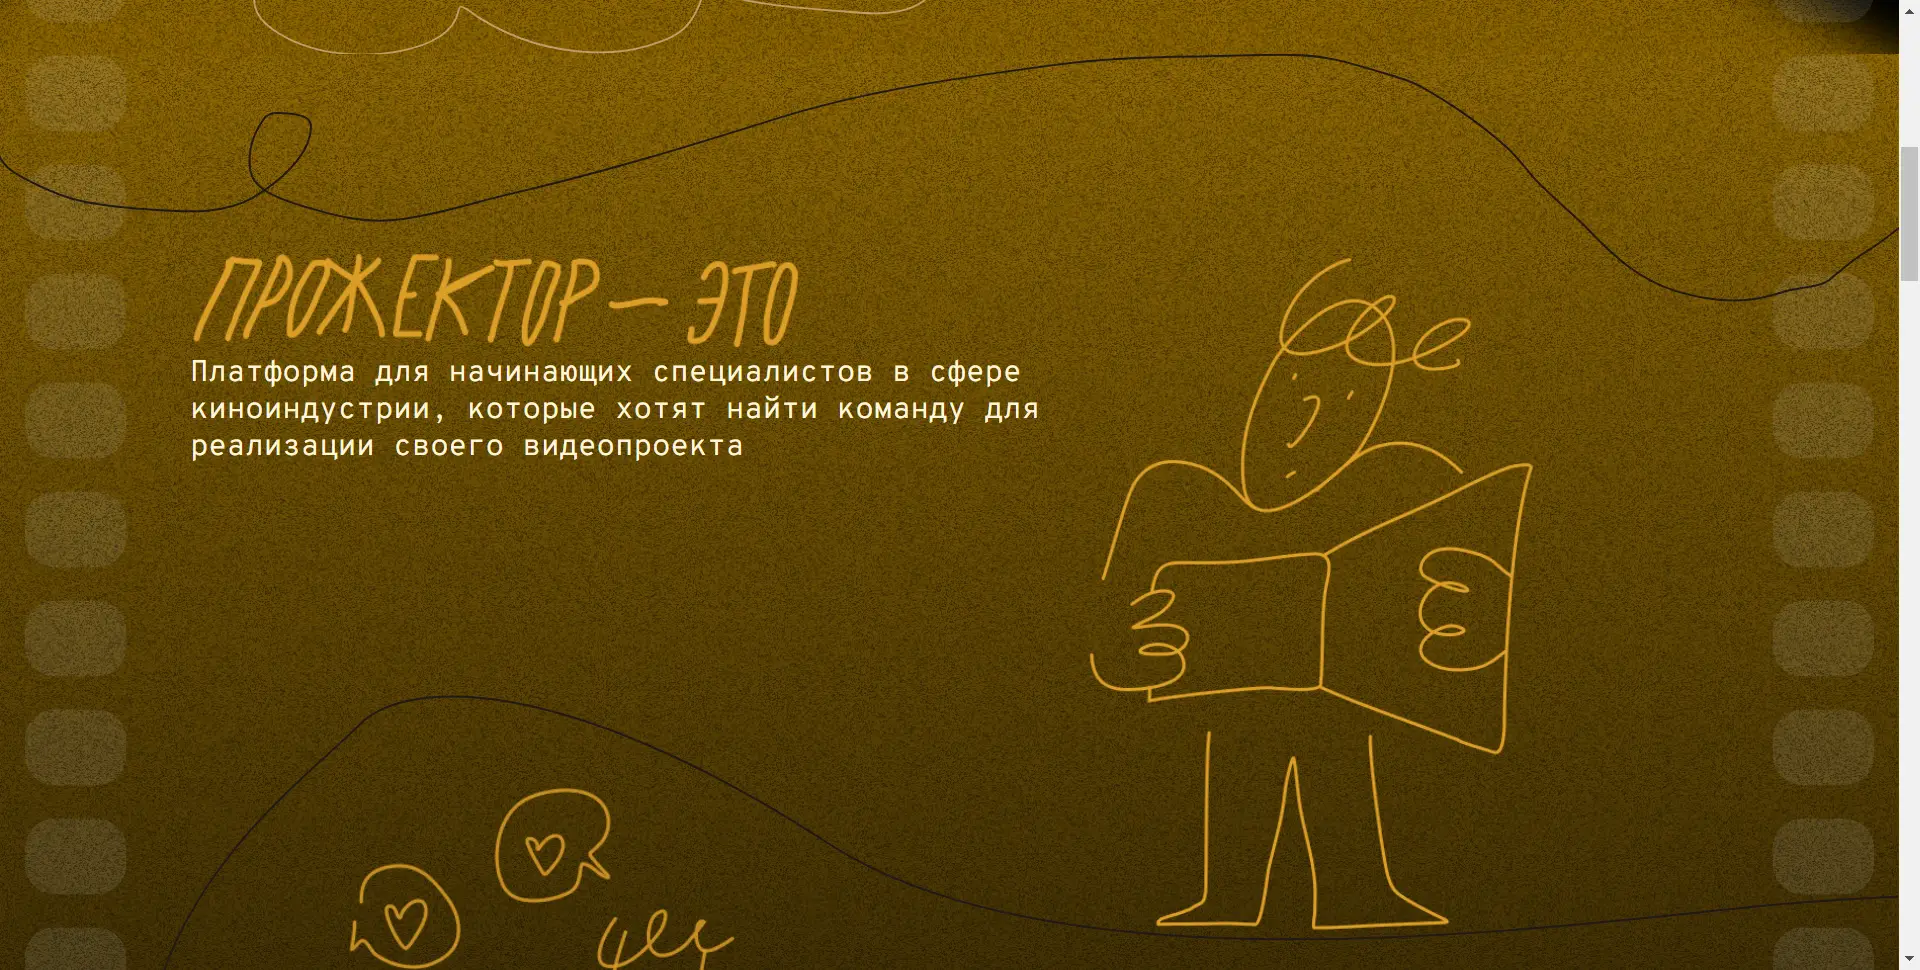 ПРОЖЕКТОР — ЭТО
Платформа для начинающих специалистов в сфере
киноиндустрии, которые хотят найти команду для
реализации своего видеопроекта